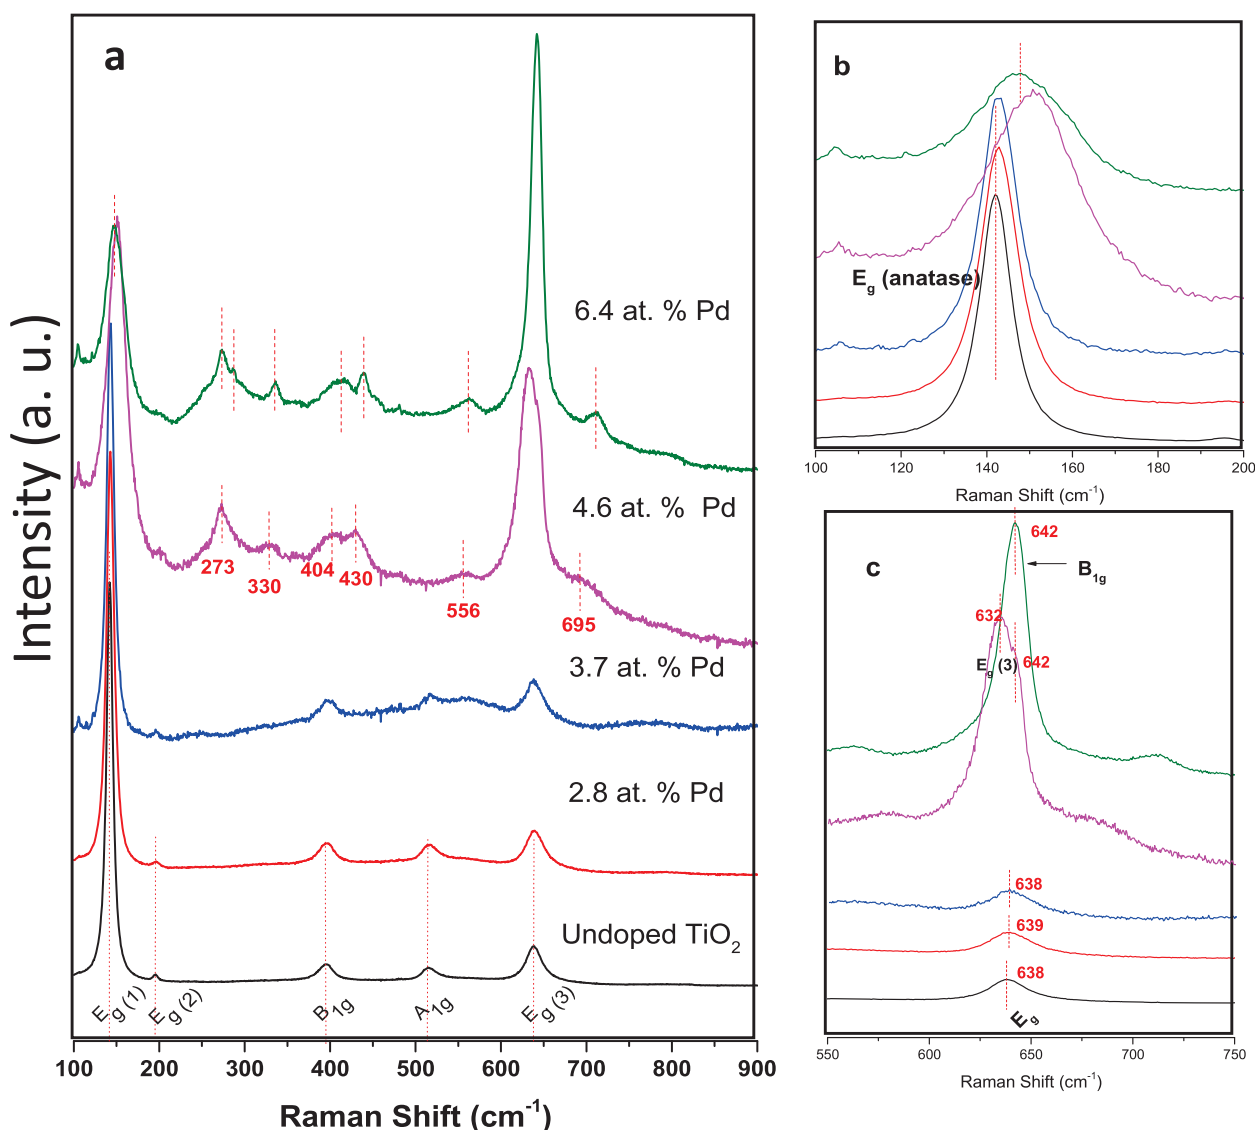 a
Intensity (a. u.)
6.4 at. % Pd
4.6 at. % Pd
273
330
404
430
556
695
3.7 at. % Pd
2.8 at. % Pd
Undoped TiO2
Eg (1)
Eg (2)
B1g
A1g
Eg (3)
100 200 300 400 500 600 700 800 900
Raman Shift (cm-1)
b
Eg (anatase)
100 120 140 160 180 200
Raman Shift (cm-1)
c
642
B1g
632
Eg (3)
642
638
639
638
Eg
550 600 650 700 750
Raman Shift (cm-1)